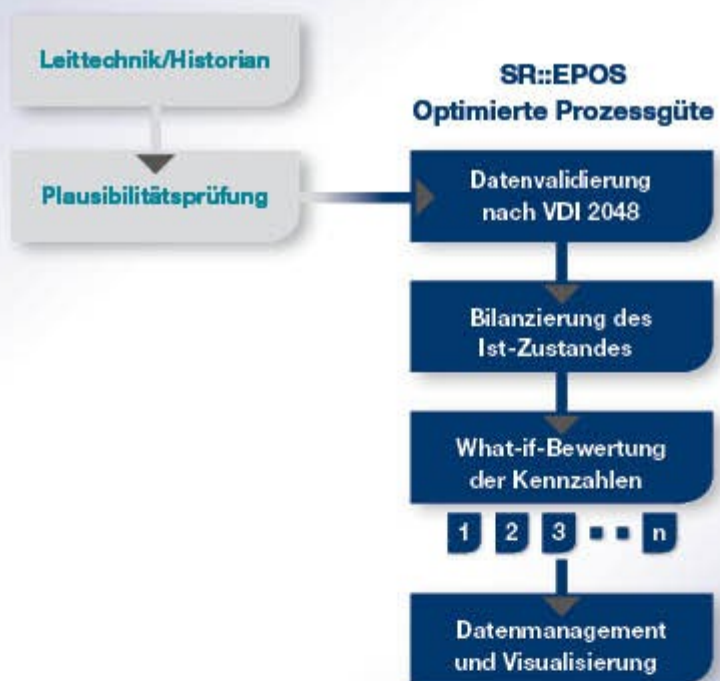 Leittechnik/Historian
Plausibilitätsprüfung
SR::EPOS
Optimierte Prozessgüte
Datenvalidierung
nach VDI 2048
Bilanzierung des
Ist-Zustandes
What-if-Bewertung
der Kennzahlen
1 2 3 n
Datenmanagement
und Visualisierung